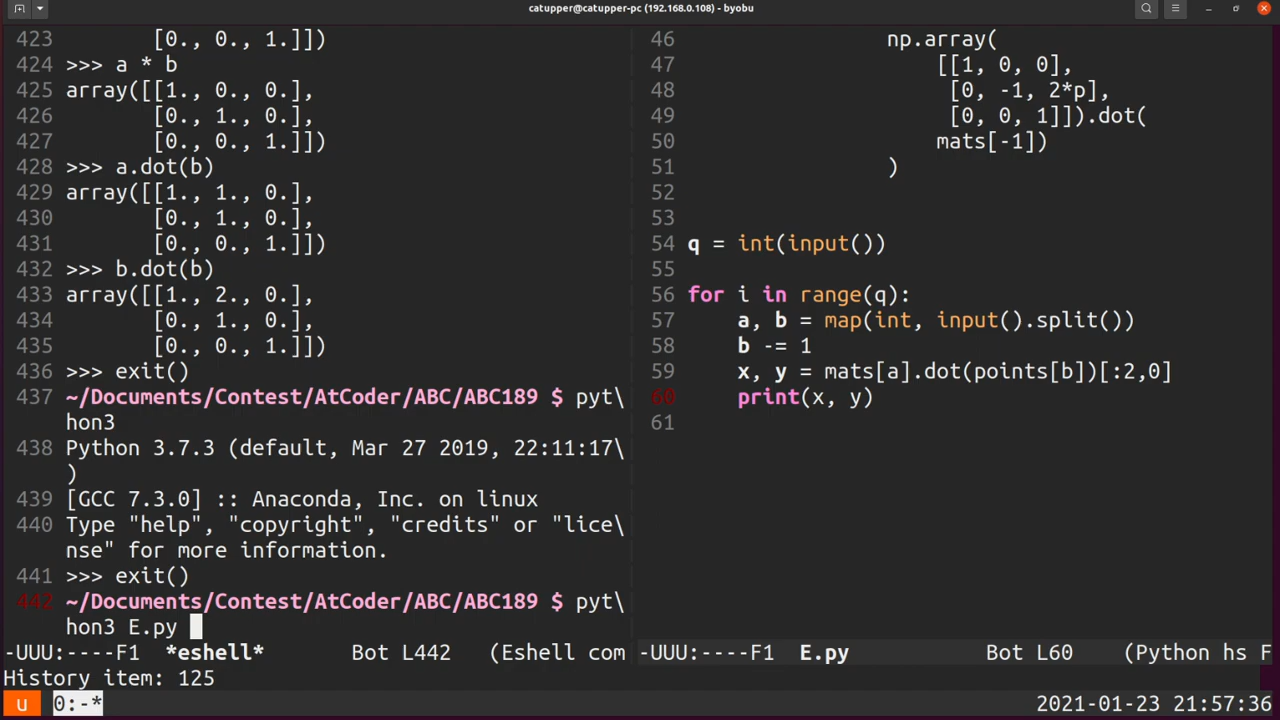 catupper@catupper-pc (192.168.0.108) - byobu
423         [0., 0., 1.]])
424 >>> a * b
425 array([[1., 0., 0.],
426        [0., 1., 0.],
427        [0., 0., 1.]])
428 >>> a.dot(b)
429 array([[1., 1., 0.],
430        [0., 1., 0.],
431        [0., 0., 1.]])
432 >>> b.dot(b)
433 array([[1., 2., 0.],
434        [0., 1., 0.],
435        [0., 0., 1.]])
436 >>> exit()
437 ~/Documents/Contest/AtCoder/ABC/ABC189 $ pyt\
hon3
438 Python 3.7.3 (default, Mar 27 2019, 22:11:17\
)
439 [GCC 7.3.0] :: Anaconda, Inc. on linux
440 Type "help", "copyright", "credits" or "lice\
nse" for more information.
441 >>> exit()
442 ~/Documents/Contest/AtCoder/ABC/ABC189 $ pyt\
hon3 E.py
-UUU:----F1  *eshell*       Bot L442   (Eshell com
46                 np.array(
47                     [[1, 0, 0],
48                      [0, -1, 2*p],
49                      [0, 0, 1]]).dot(
50                     mats[-1])
51                 )
52
53
54 q = int(input())
55
56 for i in range(q):
57     a, b = map(int, input().split())
58     b -= 1
59     x, y = mats[a].dot(points[b])[:2,0]
60     print(x, y)
61
-UUU:----F1  E.py           Bot L60    (Python hs F
History item: 125
u 0:-*
2021-01-23 21:57:36